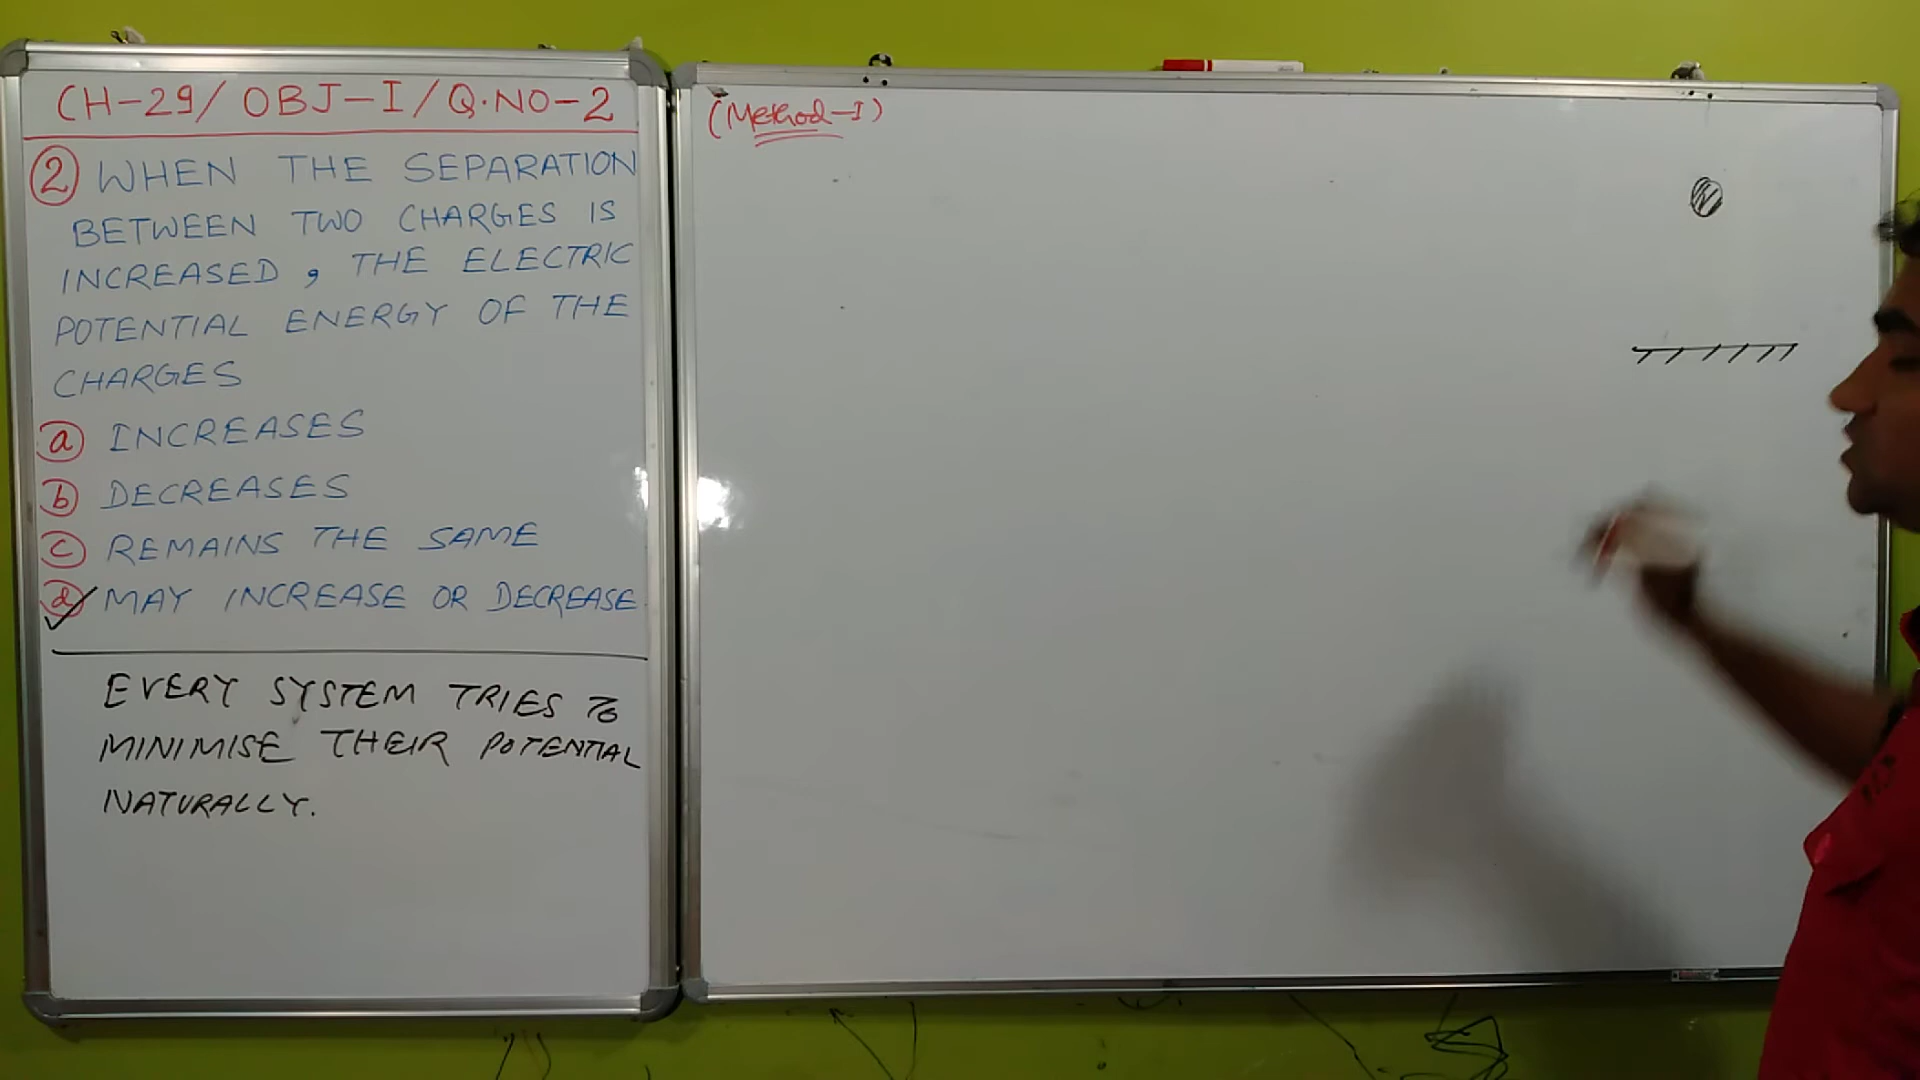 CH-29/ OBJ-I/Q.NO-2
2 WHEN THE SEPARATION
BETWEEN TWO CHARGES IS
INCREASED, THE ELECTRIC
POTENTIAL ENERGY OF THE
CHARGES
a INCREASES
b DECREASES
c REMAINS THE SAME
d MAY INCREASE OR DECREASE
EVERY SYSTEM TRIES TO
MINIMISE THEIR POTENTIAL
NATURALLY.
(Method-I)